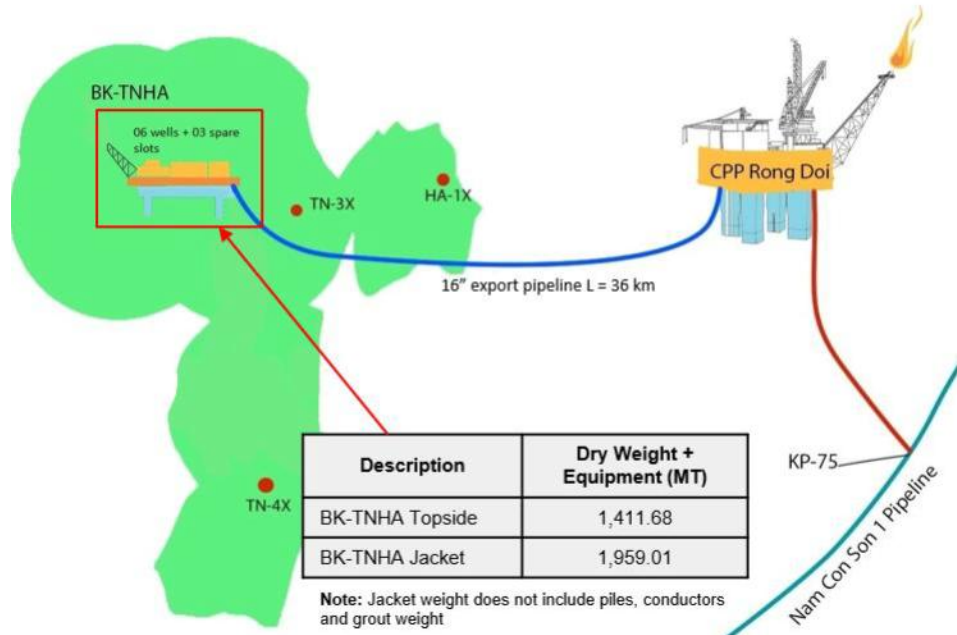 BK-TNHA
06 wells + 03 spare
slots
TN-3X
HA-1X
CPP Rong Doi
16" export pipeline L = 36 km
KP-75
Nam Con Son 1 Pipeline
TN-4X
Description
Dry Weight +
Equipment (MT)
BK-TNHA Topside
1,411.68
BK-TNHA Jacket
1,959.01
Note: Jacket weight does not include piles, conductors
and grout weight